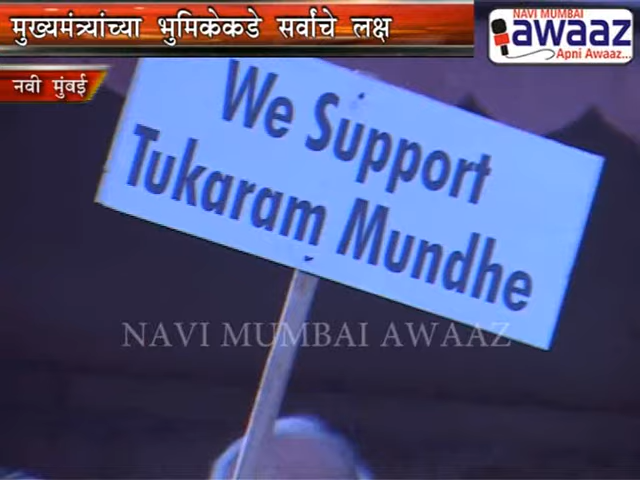 मुख्यमंत्र्यांच्या भुमिकेकडे सर्वांचे लक्ष
NAVI MUMBAI
awaaz
Apni Awaaz...
नवी मुंबई
We Support
Tukaram Mundhe
NAVI MUMBAI AWAAZ